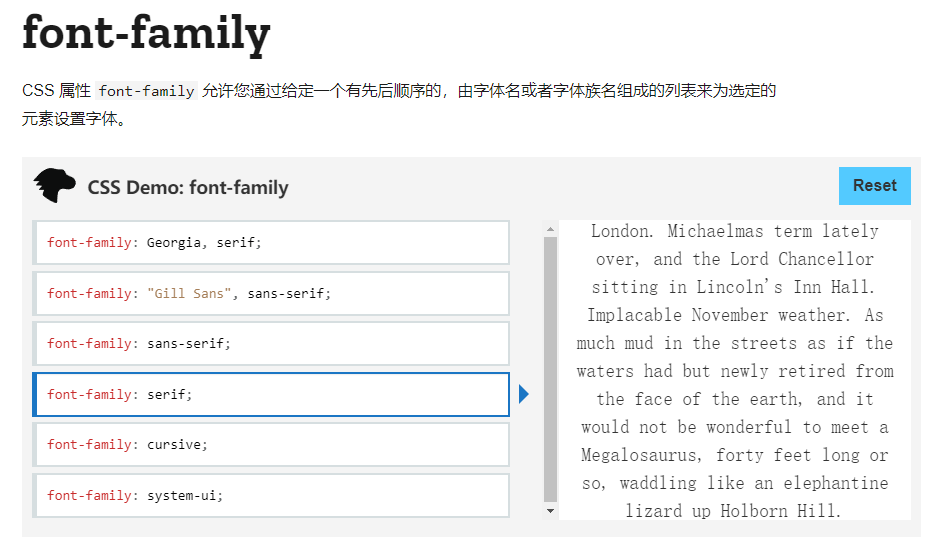 font-family
CSS 属性 font-family 允许您通过给定一个有先后顺序的，由字体名或者字体族名组成的列表来为选定的
元素设置字体。
CSS Demo: font-family
Reset
font-family: Georgia, serif;
font-family: "Gill Sans", sans-serif;
font-family: sans-serif;
font-family: serif;
font-family: cursive;
font-family: system-ui;
London. Michaelmas term lately
over, and the Lord Chancellor
sitting in Lincoln's Inn Hall.
Implacable November weather. As
much mud in the streets as if the
waters had but newly retired from
the face of the earth, and it
would not be wonderful to meet a
Megalosaurus, forty feet long or
so, waddling like an elephantine
lizard up Holborn Hill.